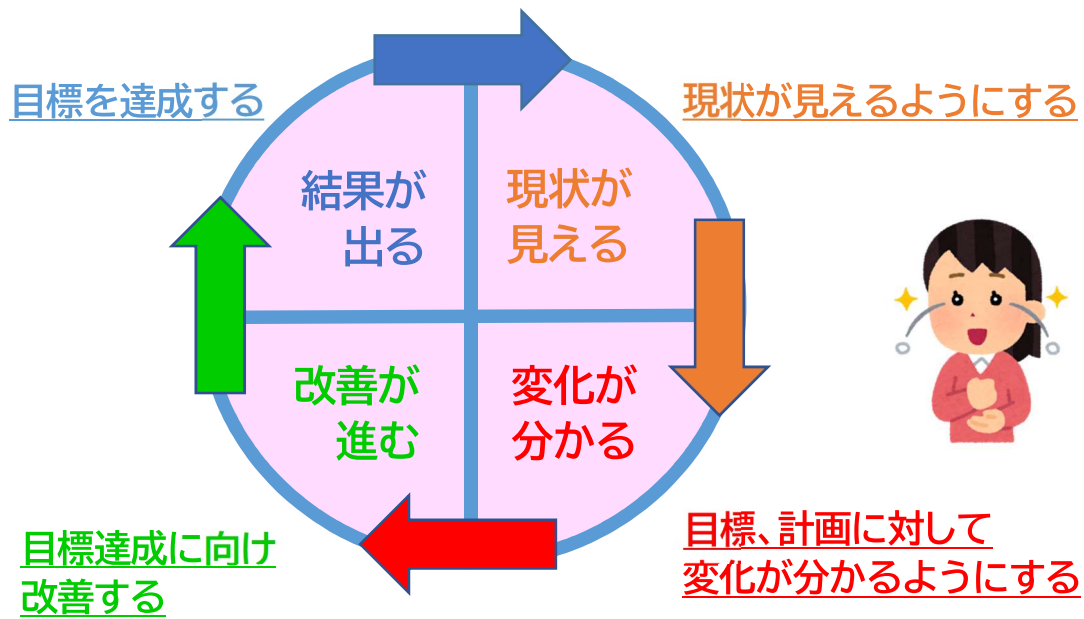 目標を達成する
現状が見えるようにする
結果が
出る
現状が
見える
改善が
進む
変化が
分かる
目標達成に向け
改善する
目標、計画に対して
変化が分かるようにする